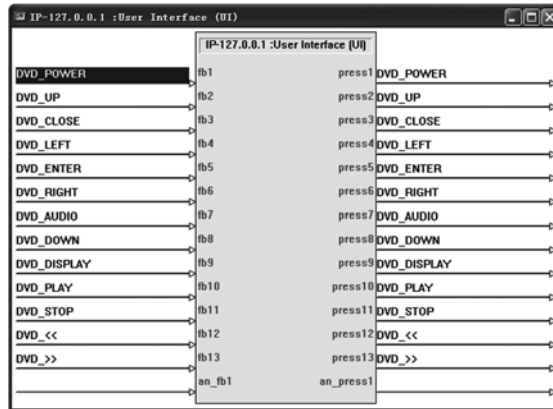 IP-127.0.0.1 :User Interface (UI)
IP-127.0.0.1 :User Interface (UI)
DVD_POWER fb1 press1 DVD_POWER
DVD_UP fb2 press2 DVD_UP
DVD_CLOSE fb3 press3 DVD_CLOSE
DVD_LEFT fb4 press4 DVD_LEFT
DVD_ENTER fb5 press5 DVD_ENTER
DVD_RIGHT fb6 press6 DVD_RIGHT
DVD_AUDIO fb7 press7 DVD_AUDIO
DVD_DOWN fb8 press8 DVD_DOWN
DVD_DISPLAY fb9 press9 DVD_DISPLAY
DVD_PLAY fb10 press10 DVD_PLAY
DVD_STOP fb11 press11 DVD_STOP
DVD_<< fb12 press12 DVD_<<
DVD_>> fb13 press13 DVD_>>
an_fb1 an_press1